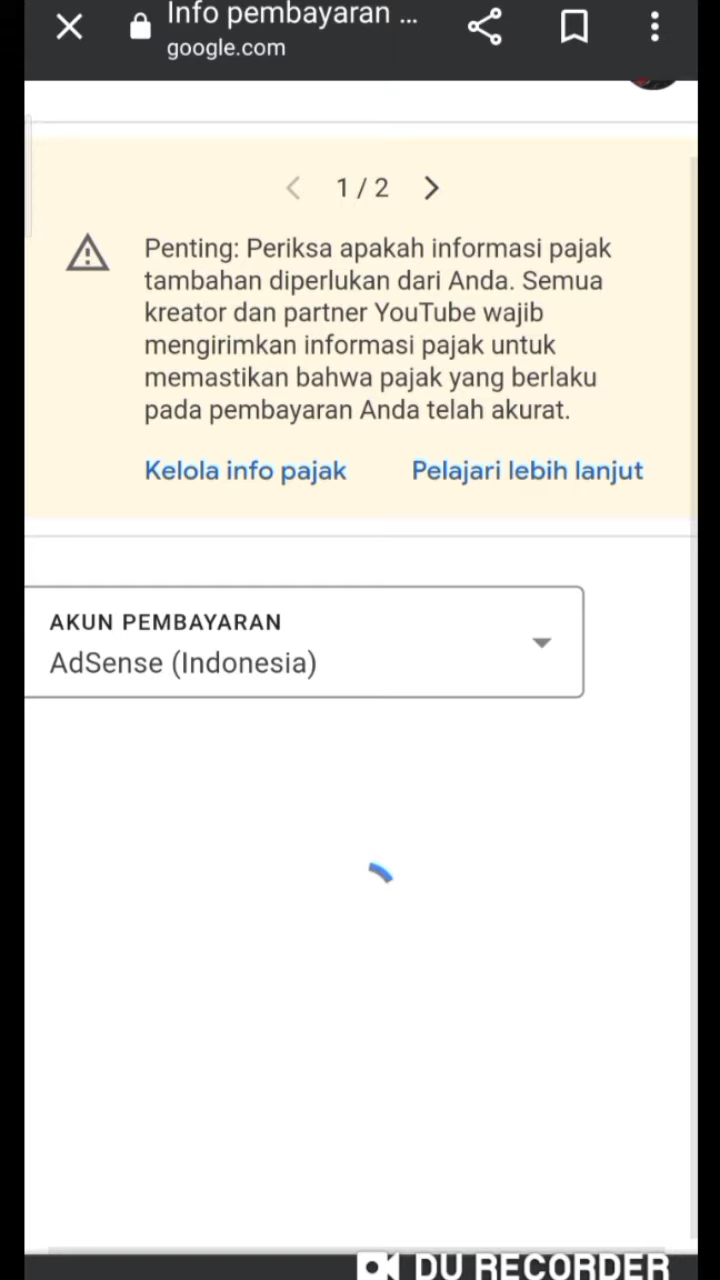 Info pembayaran ...
google.com
1 / 2
Penting: Periksa apakah informasi pajak
tambahan diperlukan dari Anda. Semua
kreator dan partner YouTube wajib
mengirimkan informasi pajak untuk
memastikan bahwa pajak yang berlaku
pada pembayaran Anda telah akurat.
Kelola info pajak Pelajari lebih lanjut
AKUN PEMBAYARAN
AdSense (Indonesia)
DU RECORDER